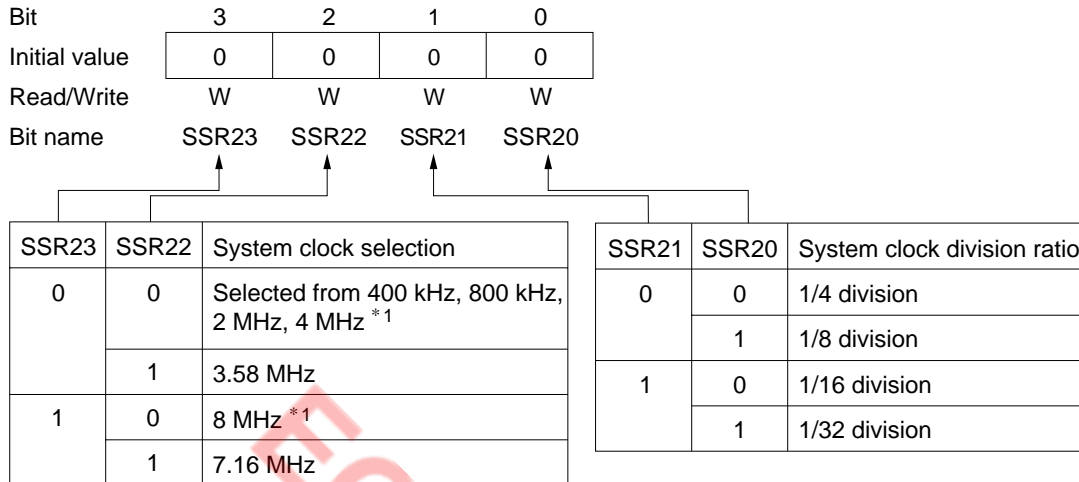 Bit 3 2 1 0
Initial value 0 0 0 0
Read/Write W W W W
Bit name SSR23 SSR22 SSR21 SSR20
SSR23 SSR22 System clock selection
0 0 Selected from 400 kHz, 800 kHz,
2 MHz, 4 MHz *1
1 3.58 MHz
1 0 8 MHz *1
1 7.16 MHz
SSR21 SSR20 System clock division ratio
0 0 1/4 division
1 1/8 division
1 0 1/16 division
1 1/32 division